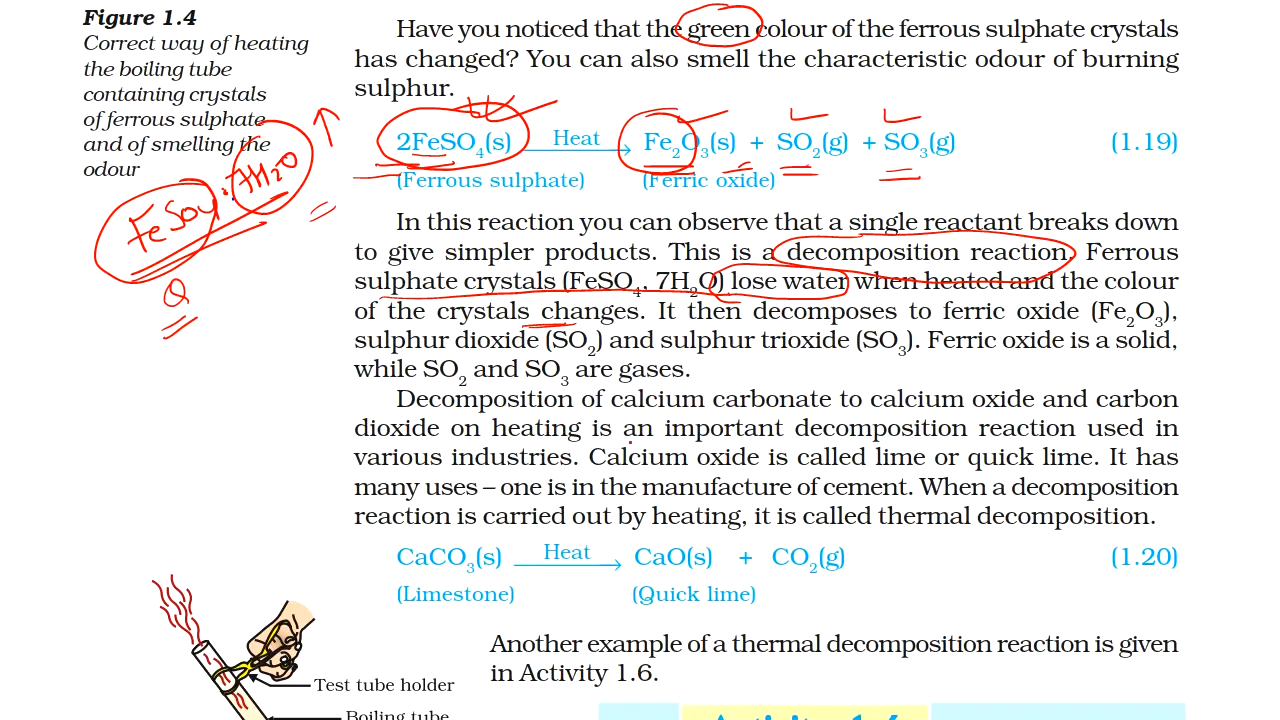 Figure 1.4
Correct way of heating
the boiling tube
containing crystals
of ferrous sulphate
and of smelling the
odour
FeSO4.7H2O
Have you noticed that the green colour of the ferrous sulphate crystals
has changed? You can also smell the characteristic odour of burning
sulphur.
2FeSO₄(s) Heat → Fe₂O₃(s) + SO₂(g) + SO₃(g) (1.19)
(Ferrous sulphate) (Ferric oxide)
In this reaction you can observe that a single reactant breaks down
to give simpler products. This is a decomposition reaction. Ferrous
sulphate crystals (FeSO₄, 7H₂O) lose water when heated and the colour
of the crystals changes. It then decomposes to ferric oxide (Fe₂O₃),
sulphur dioxide (SO₂) and sulphur trioxide (SO₃). Ferric oxide is a solid,
while SO₂ and SO₃ are gases.
Decomposition of calcium carbonate to calcium oxide and carbon
dioxide on heating is an important decomposition reaction used in
various industries. Calcium oxide is called lime or quick lime. It has
many uses – one is in the manufacture of cement. When a decomposition
reaction is carried out by heating, it is called thermal decomposition.
CaCO₃(s) Heat → CaO(s) + CO₂(g) (1.20)
(Limestone) (Quick lime)
Another example of a thermal decomposition reaction is given
in Activity 1.6.
Test tube holder
Boiling tube